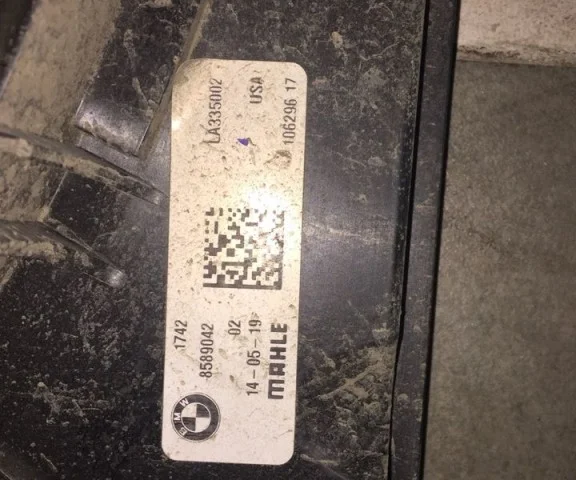 1742 LA335002
8589042
02 USA
14-05-19 106296 17
MAHLE
BMW